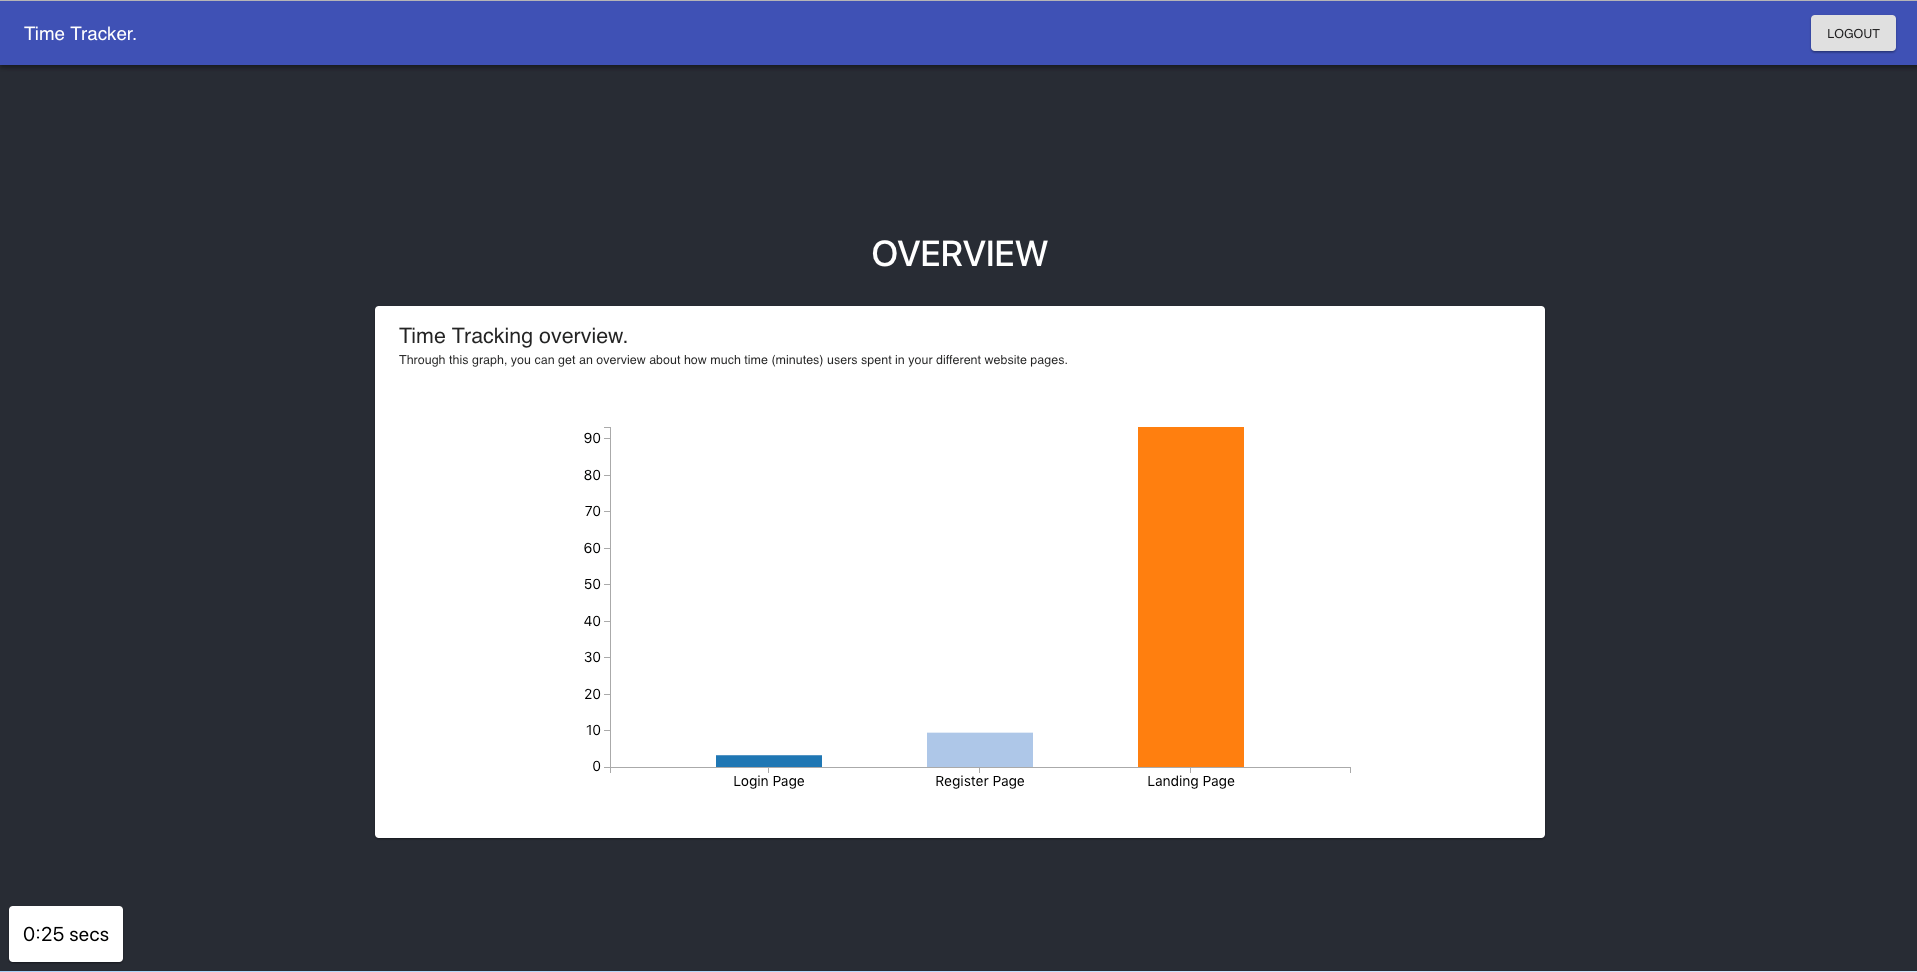 Time Tracker.
LOGOUT
OVERVIEW
Time Tracking overview.
Through this graph, you can get an overview about how much time (minutes) users spent in your different website pages.
90
80
70
60
50
40
30
20
10
0
Login Page
Register Page
Landing Page
0:25 secs